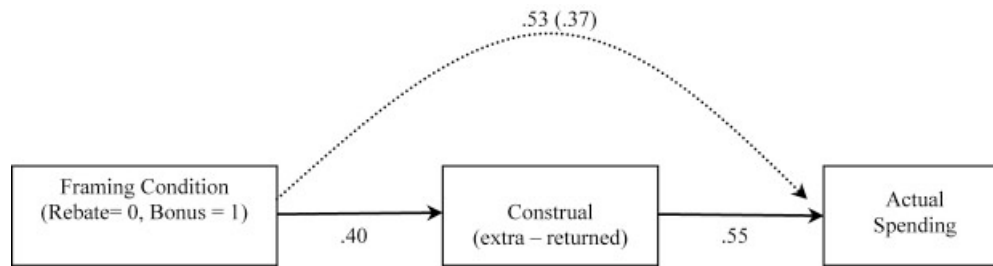 .53 (.37)
Framing Condition
(Rebate= 0, Bonus = 1)
.40
Construal
(extra – returned)
.55
Actual
Spending